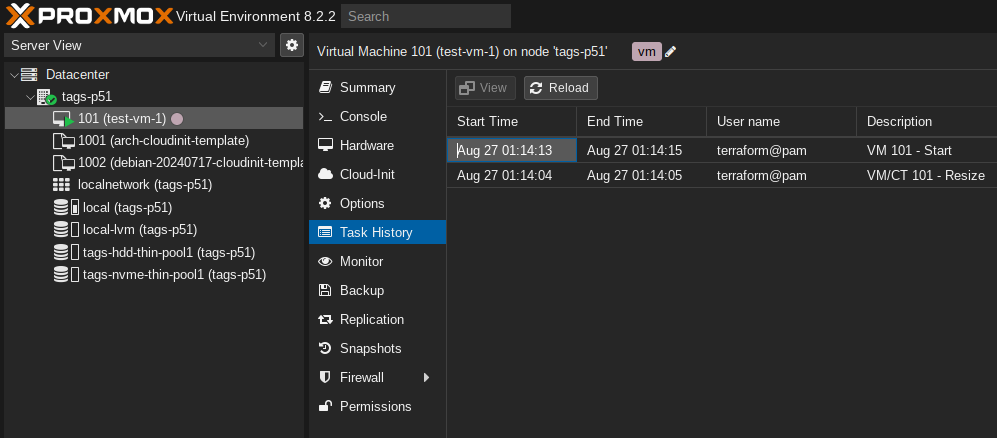 PROXMOX Virtual Environment 8.2.2 Search
Server View
Datacenter
tags-p51
101 (test-vm-1)
1001 (arch-cloudinit-template)
1002 (debian-20240717-cloudinit-templa
localnetwork (tags-p51)
local (tags-p51)
local-lvm (tags-p51)
tags-hdd-thin-pool1 (tags-p51)
tags-nvme-thin-pool1 (tags-p51)
Virtual Machine 101 (test-vm-1) on node 'tags-p51' vm
Summary
Console
Hardware
Cloud-Init
Options
Task History
Monitor
Backup
Replication
Snapshots
Firewall
Permissions
View Reload
Start Time End Time User name Description
Aug 27 01:14:13 Aug 27 01:14:15 terraform@pam VM 101 - Start
Aug 27 01:14:04 Aug 27 01:14:05 terraform@pam VM/CT 101 - Resize